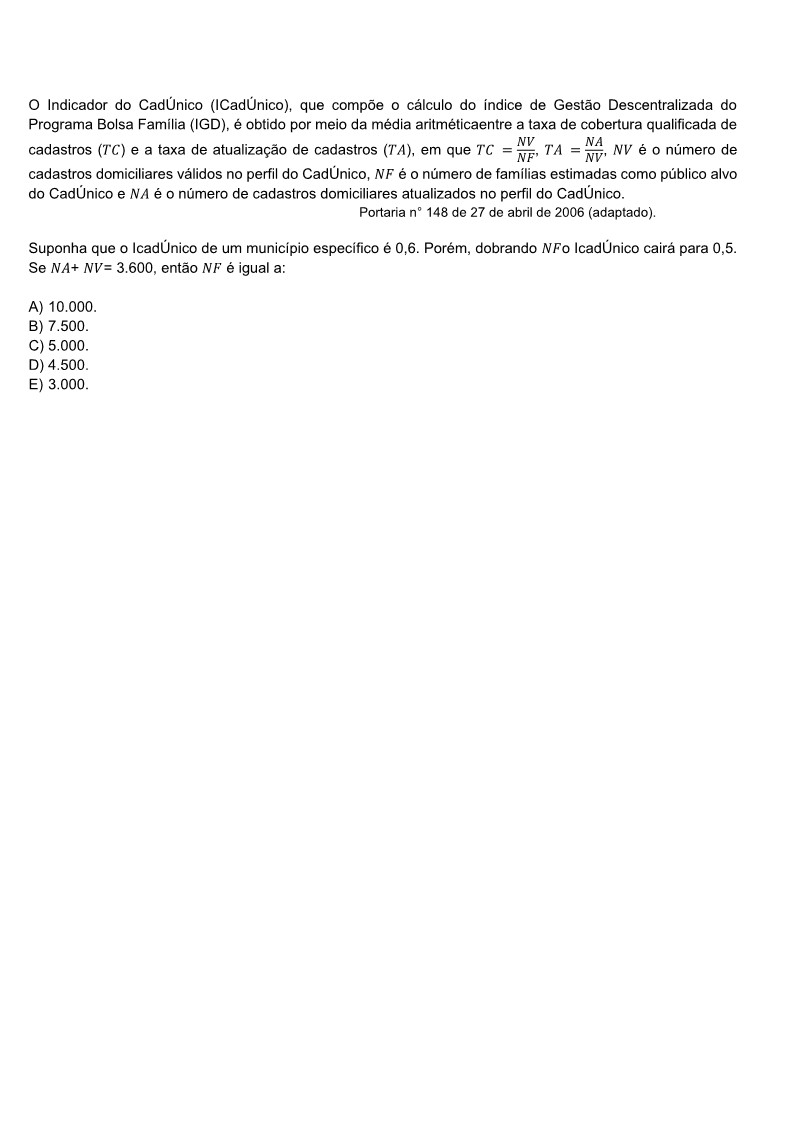 O Indicador do CadÚnico (ICadÚnico), que compõe o cálculo do índice de Gestão Descentralizada do
Programa Bolsa Família (IGD), é obtido por meio da média aritméticaentre a taxa de cobertura qualificada de
cadastros (TC) e a taxa de atualização de cadastros (TA), em que TC = NV/NF, TA = NA/NV, NV é o número de
cadastros domiciliares válidos no perfil do CadÚnico, NF é o número de famílias estimadas como público alvo
do CadÚnico e NA é o número de cadastros domiciliares atualizados no perfil do CadÚnico.
Portaria n° 148 de 27 de abril de 2006 (adaptado).
Suponha que o IcadÚnico de um município específico é 0,6. Porém, dobrando NFo IcadÚnico cairá para 0,5.
Se NA+ NV= 3.600, então NF é igual a:
A) 10.000.
B) 7.500.
C) 5.000.
D) 4.500.
E) 3.000.